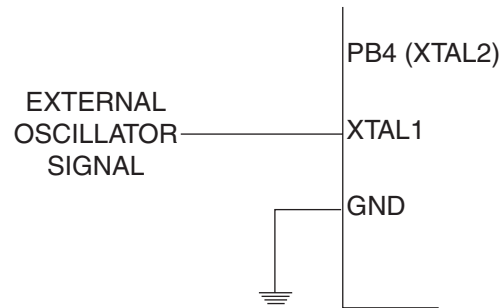 PB4 (XTAL2)
EXTERNAL
OSCILLATOR
SIGNAL
XTAL1
GND